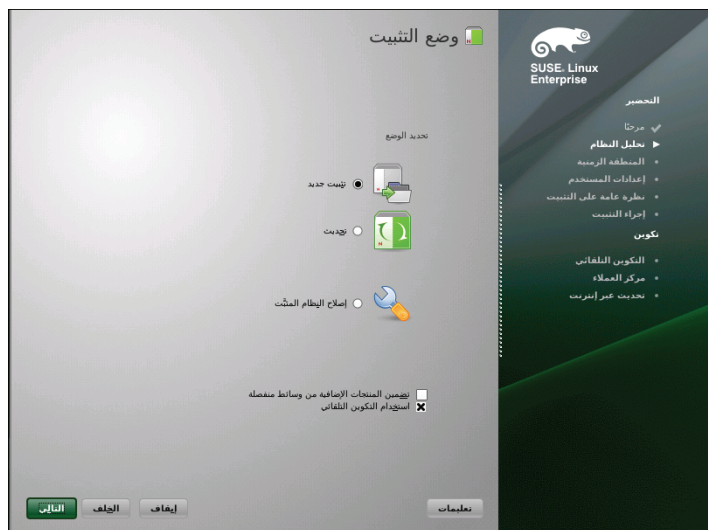 SUSE. Linux
Enterprise
التحضير
مرحبًا
تحليل النظام
المنطقة الزمنية
إعدادات المستخدم
نظرة عامة على التثبيت
إجراء التثبيت
تكوين
التكوين التلقائي
مركز العملاء
تحديث عبر إنترنت
وضع التثبيت
تحديد الوضع
تثبيت جديد
تحديث
إصلاح النظام المثبَّت
تضمين المنتجات الإضافية من وسائط منفصلة
استخدام التكوين التلقائي
تعليمات
إيقاف
الخلف
التالي